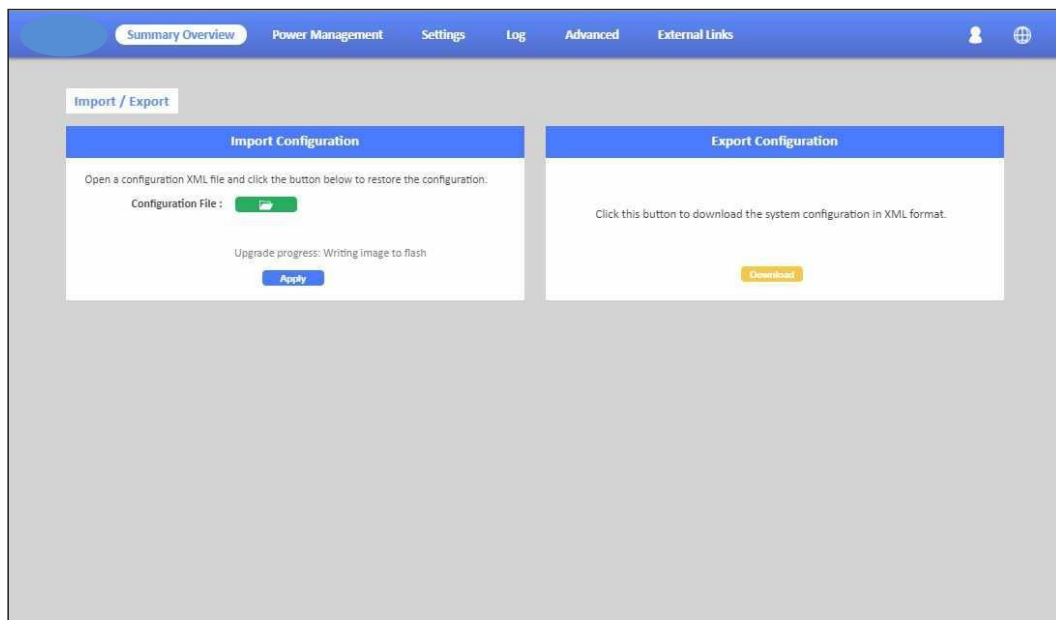 Summary Overview Power Management Settings Log Advanced External Links
Import / Export
Import Configuration
Open a configuration XML file and click the button below to restore the configuration.
Configuration File :
Upgrade progress: Writing image to flash
Apply
Export Configuration
Click this button to download the system configuration in XML format.
Download